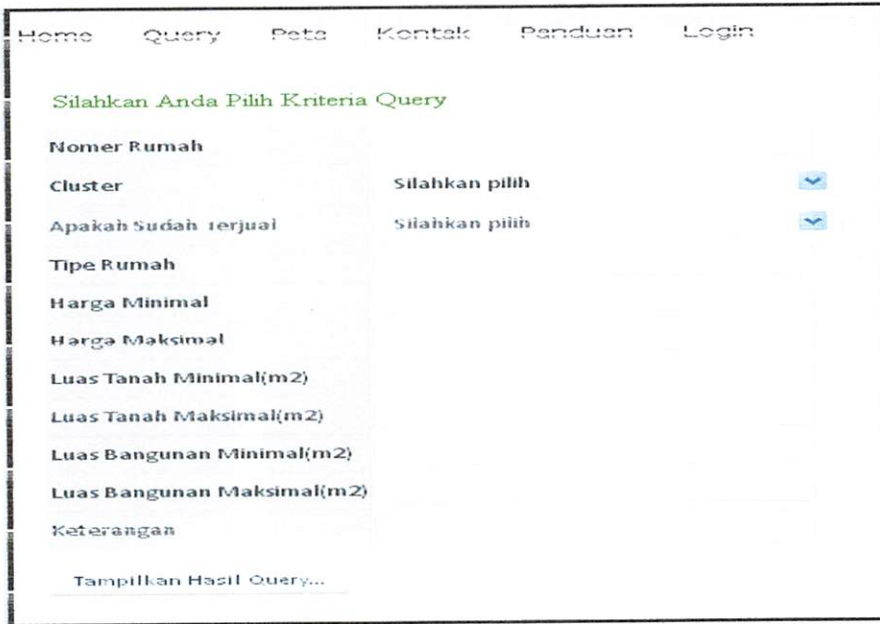 Home Query Peta Kontak Panduan Login
Silahkan Anda Pilih Kriteria Query
Nomer Rumah
Cluster Silahkan pilih
Apakah Sudah Terjual Silahkan pilih
Tipe Rumah
Harga Minimal
Harga Maksimal
Luas Tanah Minimal(m2)
Luas Tanah Maksimal(m2)
Luas Bangunan Minimal(m2)
Luas Bangunan Maksimal(m2)
Keterangan
Tampilkan Hasil Query...